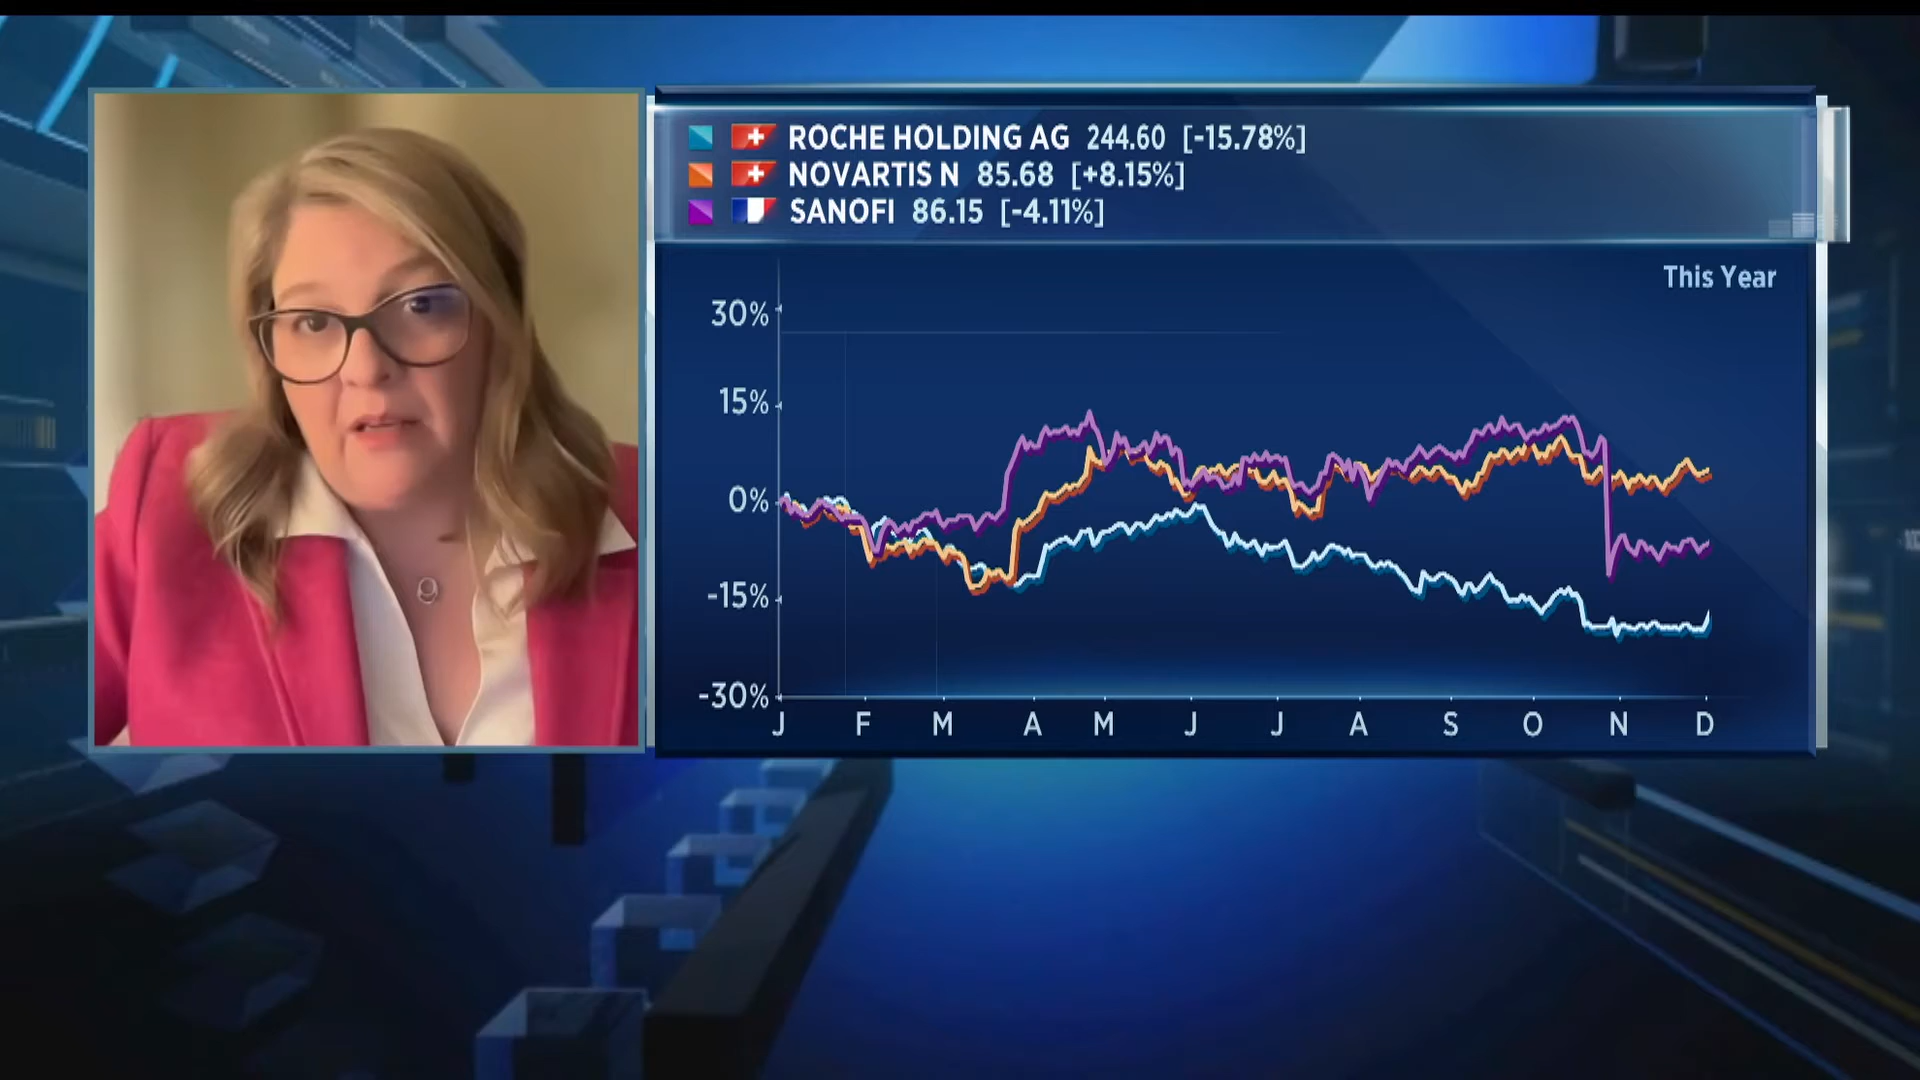 ROCHE HOLDING AG 244.60 [-15.78%]
NOVARTIS N 85.68 [+8.15%]
SANOFI 86.15 [-4.11%]
This Year
30%
15%
0%
-15%
-30%
J F M A M J J A S O N D